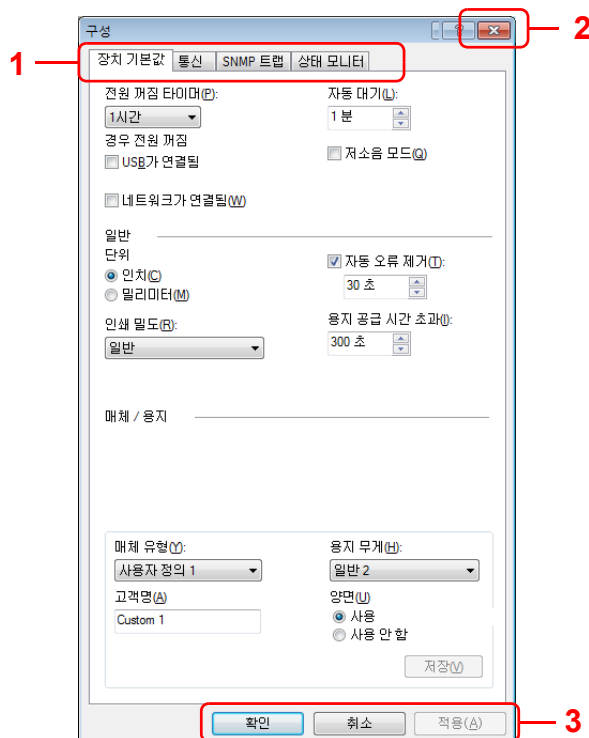 구성
?
2
1
장치 기본값 통신 SNMP 트랩 상태 모니터
전원 꺼짐 타이머(P): 자동 대기(L):
1시간 1 분
경우 전원 꺼짐
USB가 연결됨 저소음 모드(Q)
네트워크가 연결됨(W)
일반
단위 자동 오류 제거(T):
인치(C) 30 초
밀리미터(M)
인쇄 밀도(R): 용지 공급 시간 초과(I):
일반 300 초
매체 / 용지
매체 유형(Y): 용지 무게(H):
사용자 정의 1 일반 2
고객명(A) 양면(U)
Custom 1 사용
사용 안 함
저장(V)
확인 취소 적용(A)
3